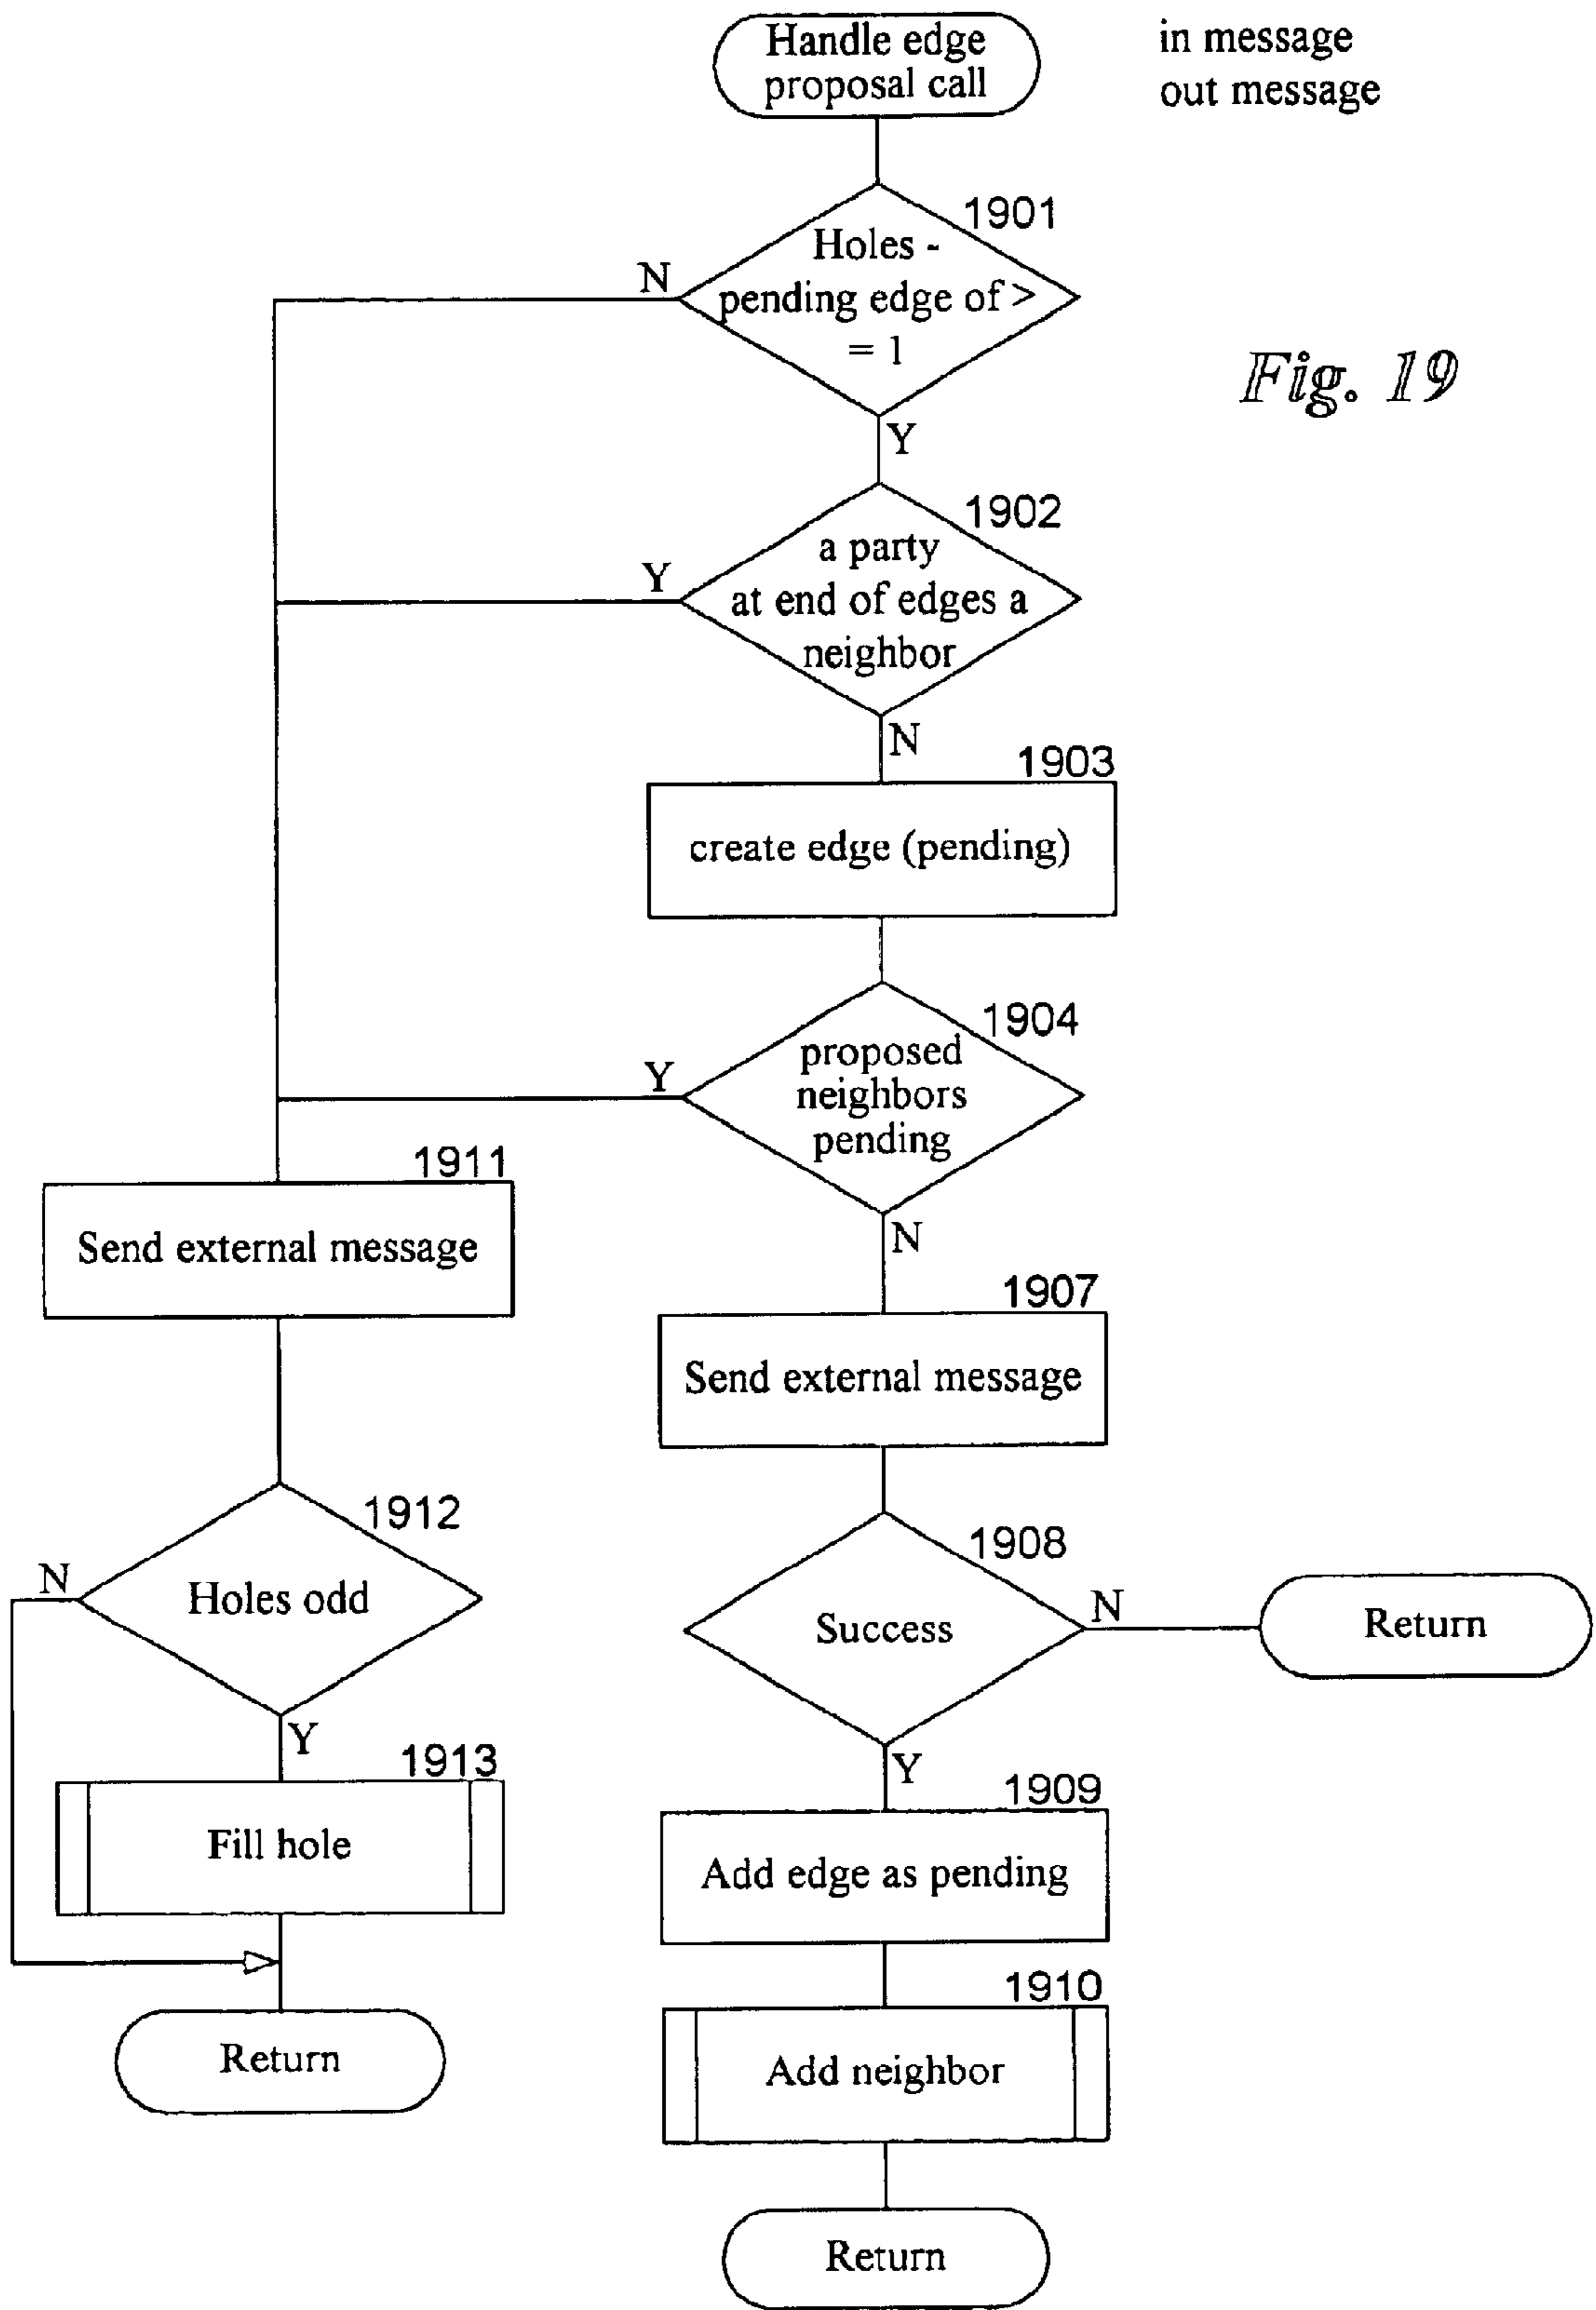 Handle edge
proposal call
in message
out message
1901
Holes -
pending edge of >
= 1
N
Y
Fig. 19
1902
a party
at end of edges a
neighbor
Y
N
1903
create edge (pending)
1904
proposed
neighbors
pending
Y
N
1911
Send external message
1907
Send external message
1912
Holes odd
N
Y
1908
Success
N
Return
Y
1913
Fill hole
1909
Add edge as pending
1910
Add neighbor
Return
Return